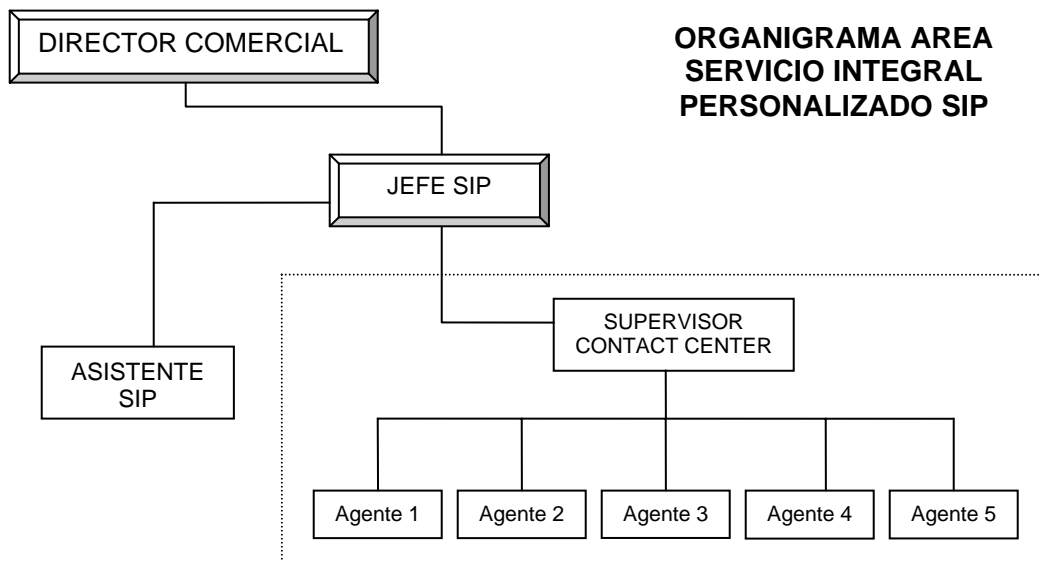 DIRECTOR COMERCIAL
ORGANIGRAMA AREA
SERVICIO INTEGRAL
PERSONALIZADO SIP
JEFE SIP
SUPERVISOR
CONTACT CENTER
ASISTENTE
SIP
Agente 1
Agente 2
Agente 3
Agente 4
Agente 5